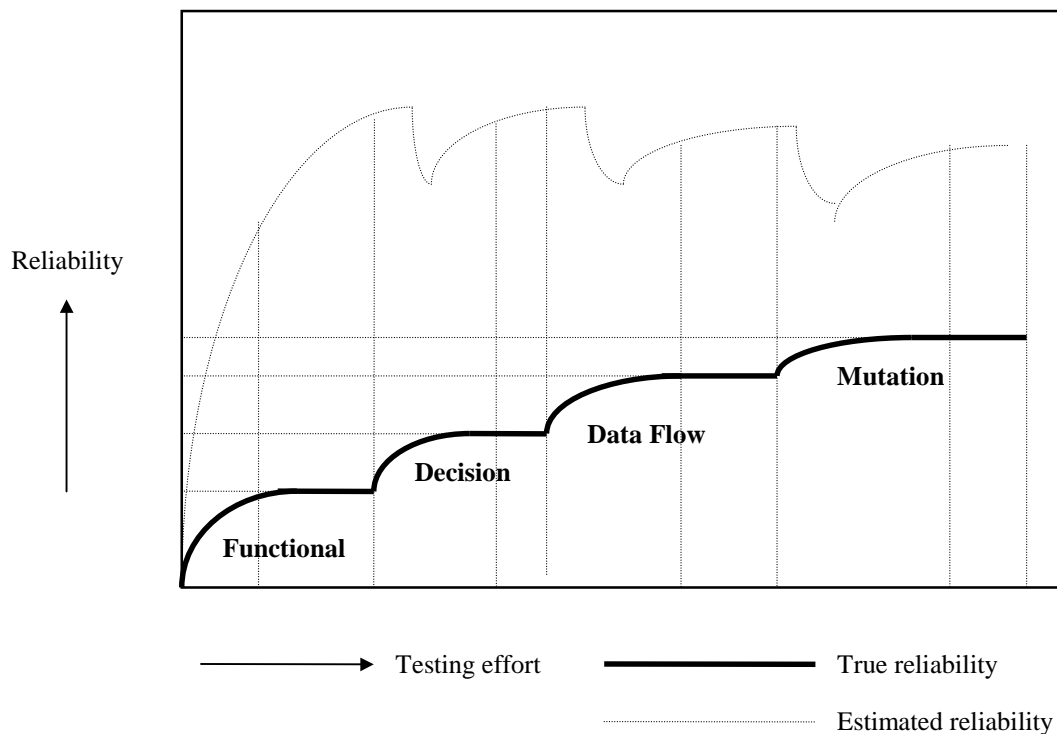 Reliability
Mutation
Data Flow
Decision
Functional
Testing effort
True reliability
Estimated reliability